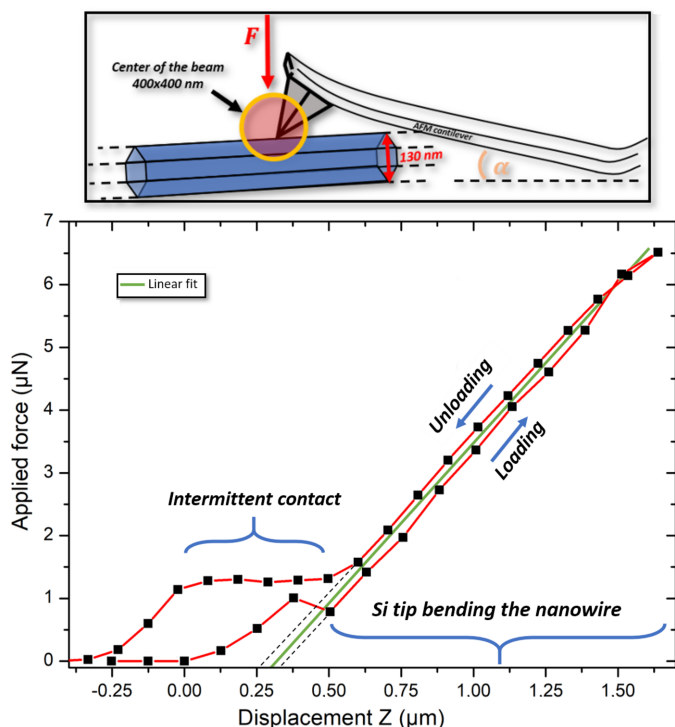 F
Center of the beam
400x400 nm
AFM cantilever
130 nm
α
7
6
5
4
3
2
1
0
Applied force (µN)
Linear fit
Unloading
Loading
Intermittent contact
Si tip bending the nanowire
-0.25 0.00 0.25 0.50 0.75 1.00 1.25 1.50
Displacement Z (µm)